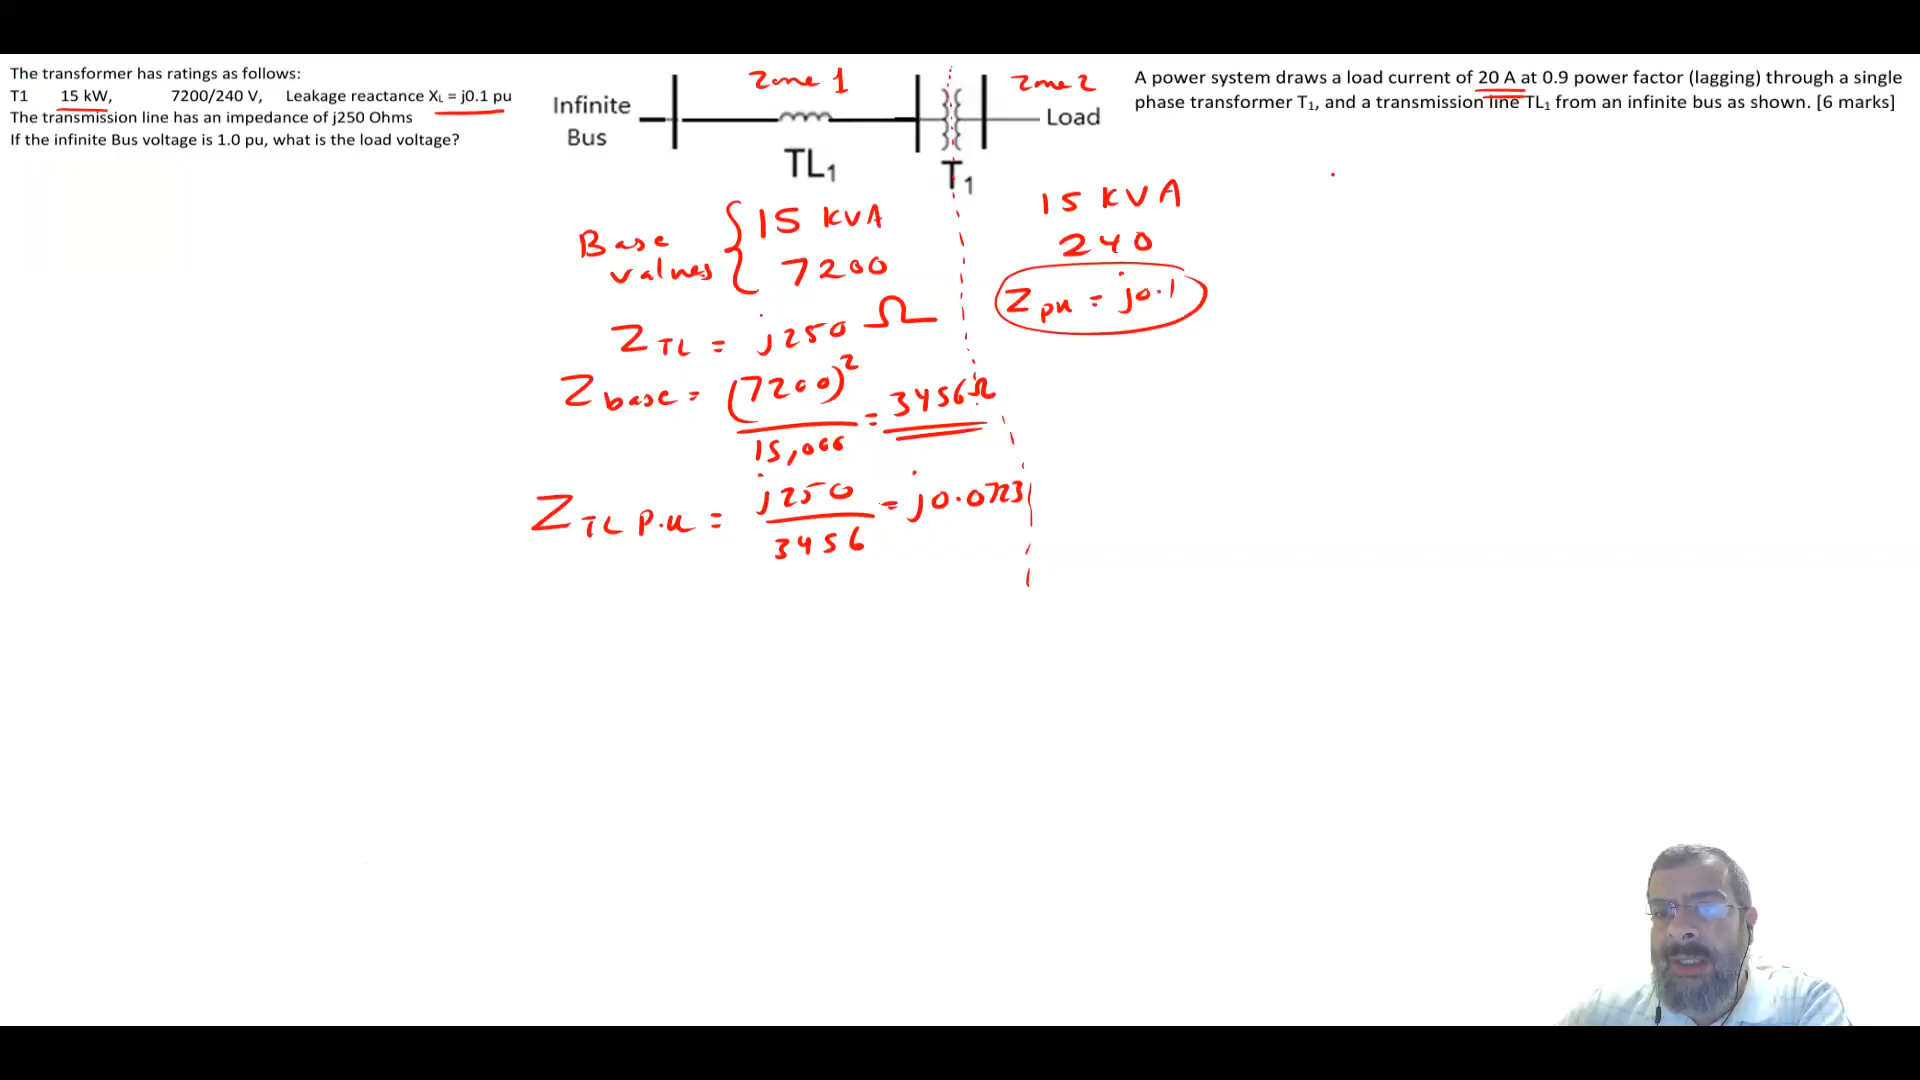 The transformer has ratings as follows:
T1 15 kW, 7200/240 V, Leakage reactance XL = j0.1 pu
The transmission line has an impedance of j250 Ohms
If the infinite Bus voltage is 1.0 pu, what is the load voltage?
Zone 1
Zone 2
Infinite
Bus
Load
TL1
T1
A power system draws a load current of 20 A at 0.9 power factor (lagging) through a single
phase transformer T1, and a transmission line TL1 from an infinite bus as shown. [6 marks]
Base
values
15 KVA
7200
15 KVA
240
Zpu = j0.1
ZTL = j250 Ω
Zbase = (7200)²
15,000
= 3456Ω
ZTL p.u = j250
3456
= j0.0723